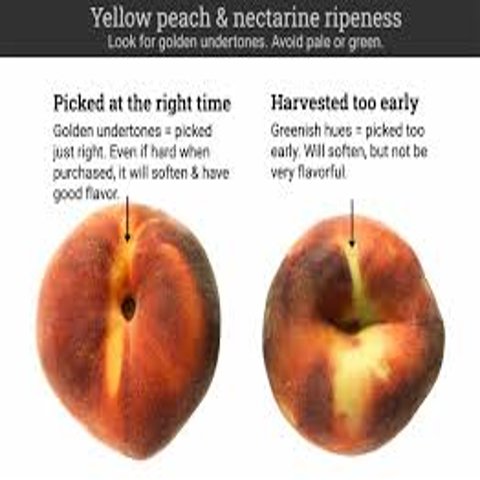 Yellow peach & nectarine ripeness
Look for golden undertones. Avoid pale or green.
Picked at the right time
Golden undertones = picked
just right. Even if hard when
purchased, it will soften & have
good flavor.
Harvested too early
Greenish hues = picked too
early. Will soften, but not be
very flavorful.